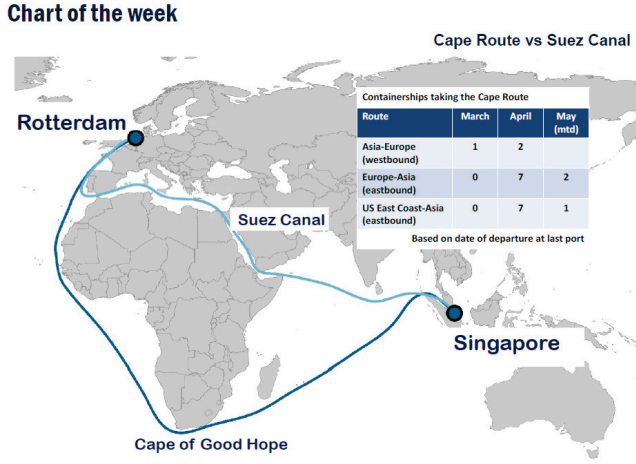 Chart of the week
Cape Route vs Suez Canal
Containerships taking the Cape Route
Route March April May (mtd)
Asia-Europe (westbound) 1 2
Europe-Asia (eastbound) 0 7 2
US East Coast-Asia (eastbound) 0 7 1
Based on date of departure at last port
Rotterdam
Suez Canal
Singapore
Cape of Good Hope